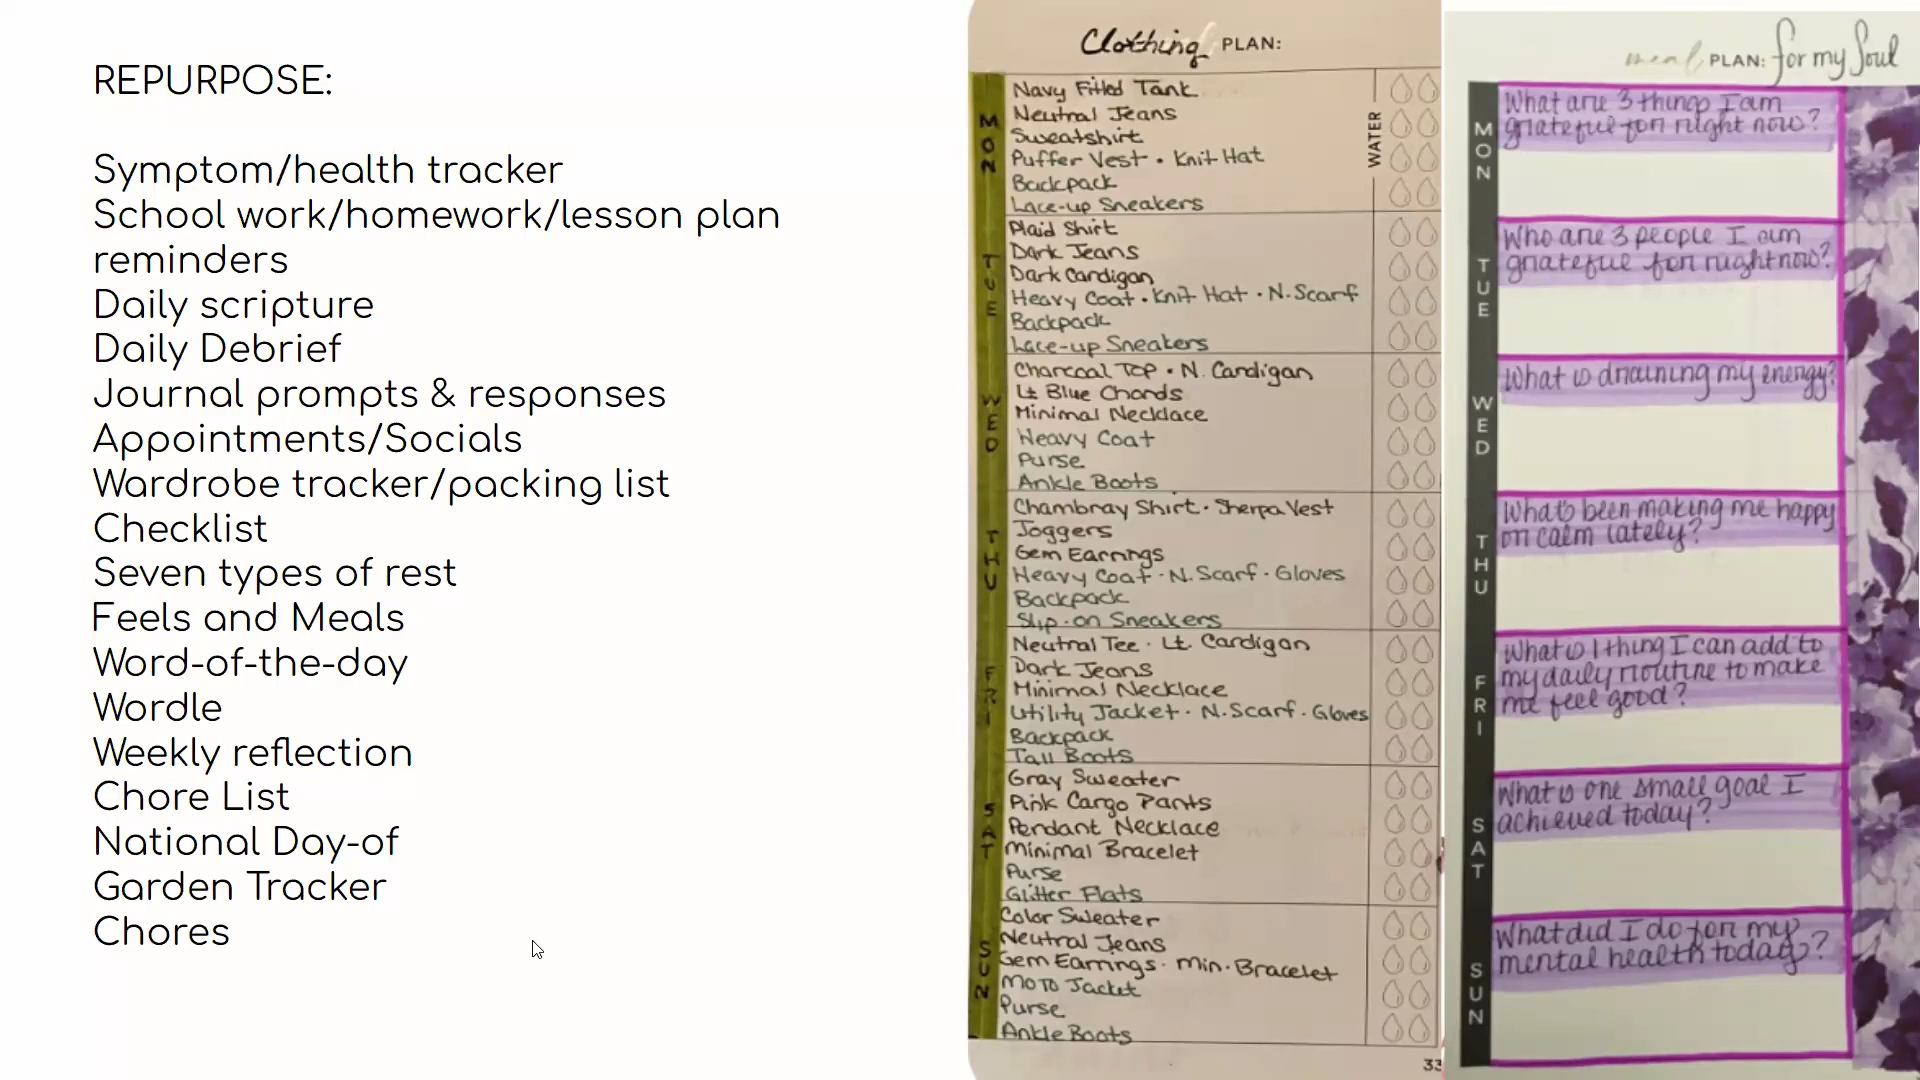 REPURPOSE:
Symptom/health tracker
School work/homework/lesson plan
reminders
Daily scripture
Daily Debrief
Journal prompts & responses
Appointments/Socials
Wardrobe tracker/packing list
Checklist
Seven types of rest
Feels and Meals
Word-of-the-day
Wordle
Weekly reflection
Chore List
National Day-of
Garden Tracker
Chores
Clothing PLAN:
WATER
MON
Navy Fitted Tank
Neutral Jeans
Sweatshirt
Puffer Vest · Knit Hat
Backpack
Lace-up Sneakers
TUE
Plaid Shirt
Dark Jeans
Dark Cardigan
Heavy Coat · Knit Hat · N. Scarf
Backpack
Lace-up Sneakers
WED
Charcoal Top · N. Cardigan
Lt Blue Chords
Minimal Necklace
Heavy Coat
Purse
Ankle Boots
THU
Chambray Shirt · Sherpa Vest
Joggers
Gem Earnings
Heavy Coat · N. Scarf · Gloves
Backpack
Slip-on Sneakers
FRI
Neutral Tee · Lt. Cardigan
Dark Jeans
Minimal Necklace
Utility Jacket · N. Scarf · Gloves
Backpack
Tall Boots
SAT
Gray Sweater
Pink Cargo Pants
Pendant Necklace
Minimal Bracelet
Purse
Glitter Flats
SUN
Color Sweater
Neutral Jeans
Gem Earrings · Min. Bracelet
Moto Jacket
Purse
Ankle Boots
33
meal PLAN: for my Soul
MON
What are 3 things I am
grateful for right now?
TUE
Who are 3 people I am
grateful for right now?
WED
What is draining my energy?
THU
What's been making me happy
or calm lately?
FRI
What is 1 thing I can add to
my daily routine to make
me feel good?
SAT
What is one small goal I
achieved today?
SUN
What did I do for my
mental health today?